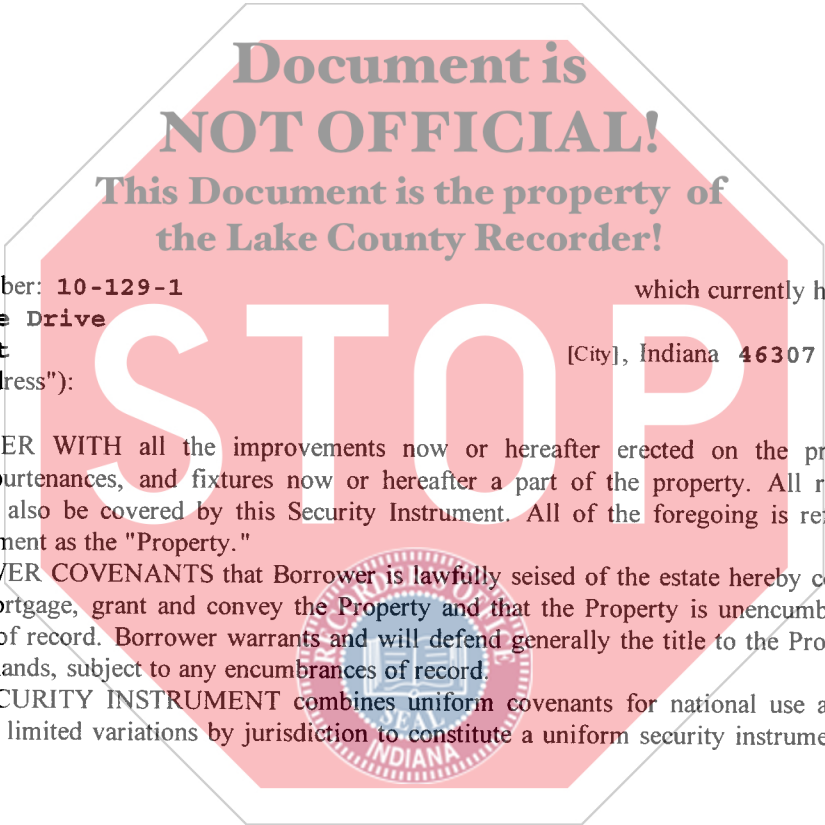 Document is
NOT OFFICIAL!
This Document is the property of
the Lake County Recorder!
ber: 10-129-1 which currently h
e Drive
t [City], Indiana 46307
dress"):
STOP
ER WITH all the improvements now or hereafter erected on the pr
urtenances, and fixtures now or hereafter a part of the property. All r
also be covered by this Security Instrument. All of the foregoing is ref
ment as the "Property."
VER COVENANTS that Borrower is lawfully seised of the estate hereby co
ortgage, grant and convey the Property and that the Property is unencumb
of record. Borrower warrants and will defend generally the title to the Pro
ands, subject to any encumbrances of record.
CURITY INSTRUMENT combines uniform covenants for national use a
limited variations by jurisdiction to constitute a uniform security instrume
SEAL
INDIANA